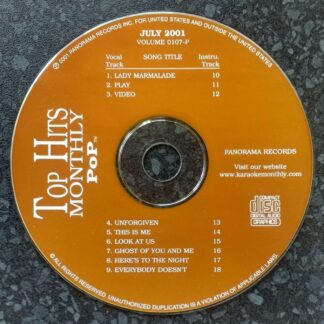 © 2001 PANORAMA RECORDS INC. FOR UNITED STATES AND OUTSIDE THE UNITED STATES
JULY 2001
VOLUME 0107-P
Vocal Track SONG TITLE Instru. Track
1. LADY MARMALADE 10
2. PLAY 11
3. VIDEO 12
TOP HITS
MONTHLY
POP™
PANORAMA RECORDS
Visit our website
www.karaokemonthly.com
COMPACT
disc
DIGITAL AUDIO
GRAPHICS
4. UNFORGIVEN 13
5. THIS IS ME 14
6. LOOK AT US 15
7. GHOST OF YOU AND ME 16
8. HERE'S TO THE NIGHT 17
9. EVERYBODY DOESN'T 18
© ALL RIGHTS RESERVED. UNAUTHORIZED DUPLICATION IS A VIOLATION OF APPLICABLE LAWS.